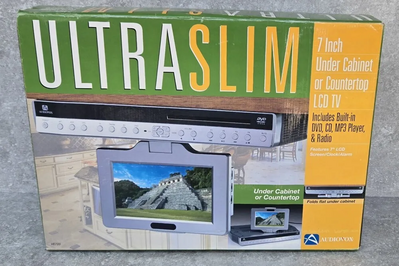 ULTRASLIM
7 Inch
Under Cabinet
or Countertop
LCD TV
Includes Built-in
DVD, CD, MP3 Player,
& Radio
DVD
Under Cabinet
or Countertop
Folds flat under cabinet
AUDIOVOX